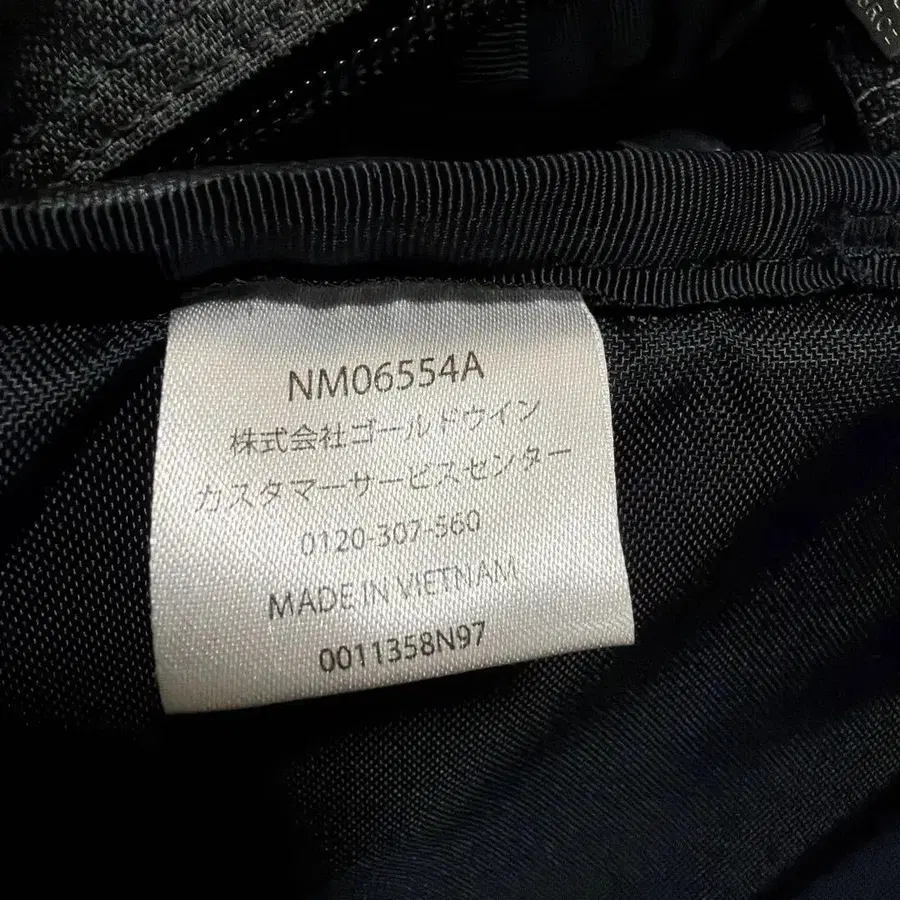 NM06554A
株式会社ゴールドウイン
カスタマーサービスセンター
0120-307-560
MADE IN VIETNAM
0011358N97